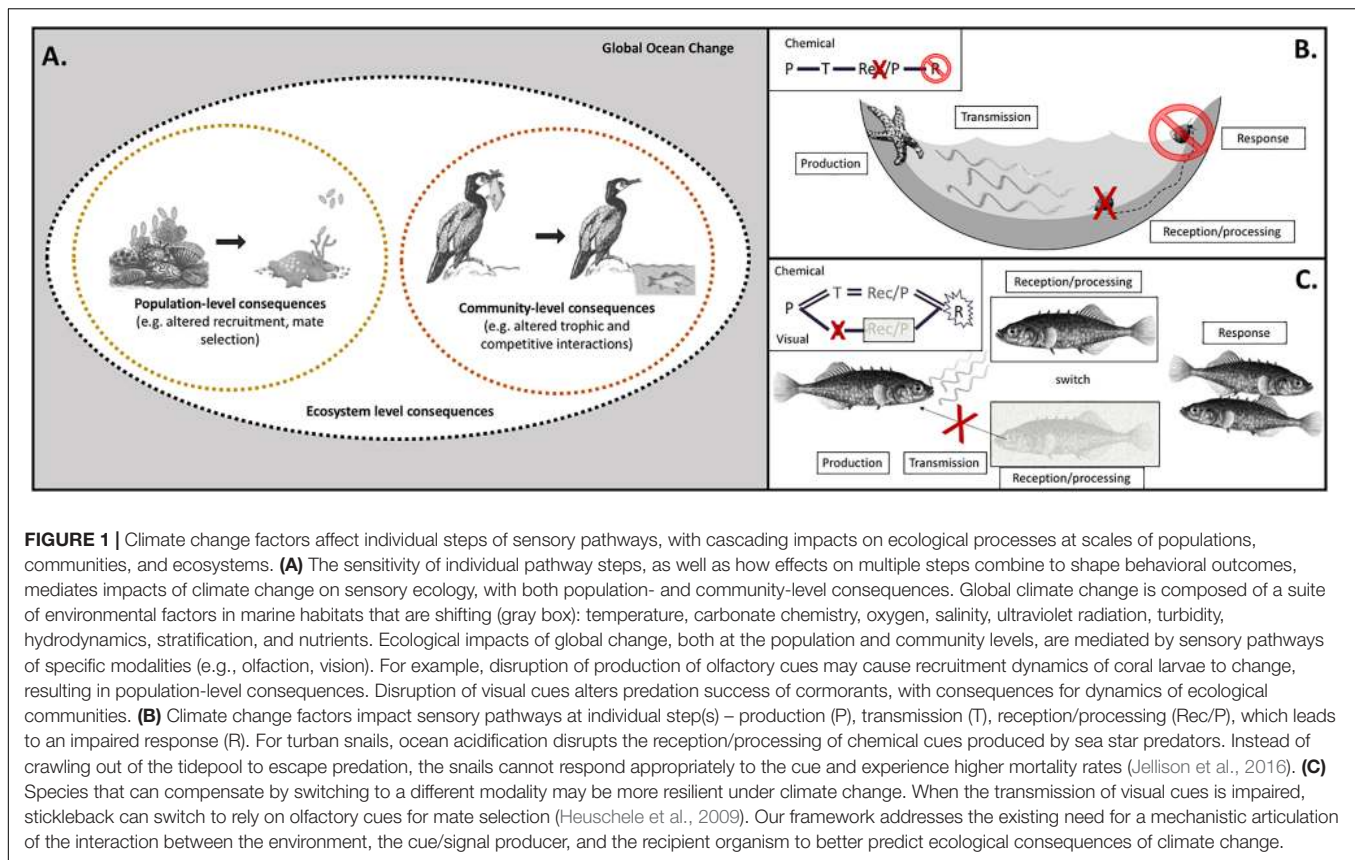 A.
Global Ocean Change
Population-level consequences
(e.g. altered recruitment, mate
selection)
Community-level consequences
(e.g. altered trophic and
competitive interactions)
Ecosystem level consequences
B.
Chemical
P — T — Rec/P — R
Transmission
Production
Response
Reception/processing
C.
Chemical
P T Rec/P R
Rec/P
Visual
Reception/processing
Response
switch
Production
Transmission
Reception/processing
FIGURE 1 | Climate change factors affect individual steps of sensory pathways, with cascading impacts on ecological processes at scales of populations,
communities, and ecosystems. (A) The sensitivity of individual pathway steps, as well as how effects on multiple steps combine to shape behavioral outcomes,
mediates impacts of climate change on sensory ecology, with both population- and community-level consequences. Global climate change is composed of a suite
of environmental factors in marine habitats that are shifting (gray box): temperature, carbonate chemistry, oxygen, salinity, ultraviolet radiation, turbidity,
hydrodynamics, stratification, and nutrients. Ecological impacts of global change, both at the population and community levels, are mediated by sensory pathways
of specific modalities (e.g., olfaction, vision). For example, disruption of production of olfactory cues may cause recruitment dynamics of coral larvae to change,
resulting in population-level consequences. Disruption of visual cues alters predation success of cormorants, with consequences for dynamics of ecological
communities. (B) Climate change factors impact sensory pathways at individual step(s) – production (P), transmission (T), reception/processing (Rec/P), which leads
to an impaired response (R). For turban snails, ocean acidification disrupts the reception/processing of chemical cues produced by sea star predators. Instead of
crawling out of the tidepool to escape predation, the snails cannot respond appropriately to the cue and experience higher mortality rates (Jellison et al., 2016). (C)
Species that can compensate by switching to a different modality may be more resilient under climate change. When the transmission of visual cues is impaired,
stickleback can switch to rely on olfactory cues for mate selection (Heuschele et al., 2009). Our framework addresses the existing need for a mechanistic articulation
of the interaction between the environment, the cue/signal producer, and the recipient organism to better predict ecological consequences of climate change.